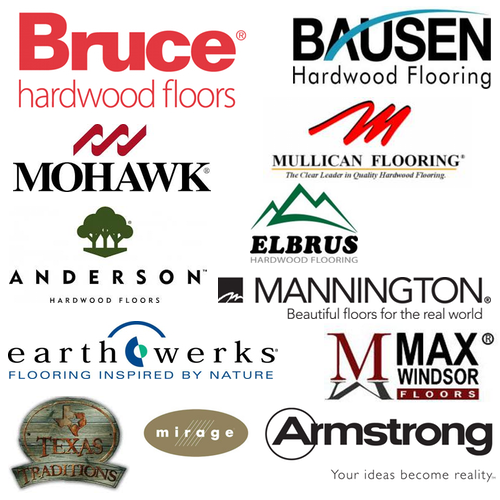 Bruce®
hardwood floors
BAUSEN
Hardwood Flooring
MOHAWK®
MULLICAN FLOORING®
The Clear Leader in Quality Hardwood Flooring.
ANDERSON™
HARDWOOD FLOORS
ELBRUS
HARDWOOD FLOORING
MANNINGTON®
Beautiful floors for the real world
earthwerks®
FLOORING INSPIRED BY NATURE
M MAX ®
WINDSOR
FLOORS
TEXAS
TRADITIONS
mirage
Armstrong
Your ideas become reality™